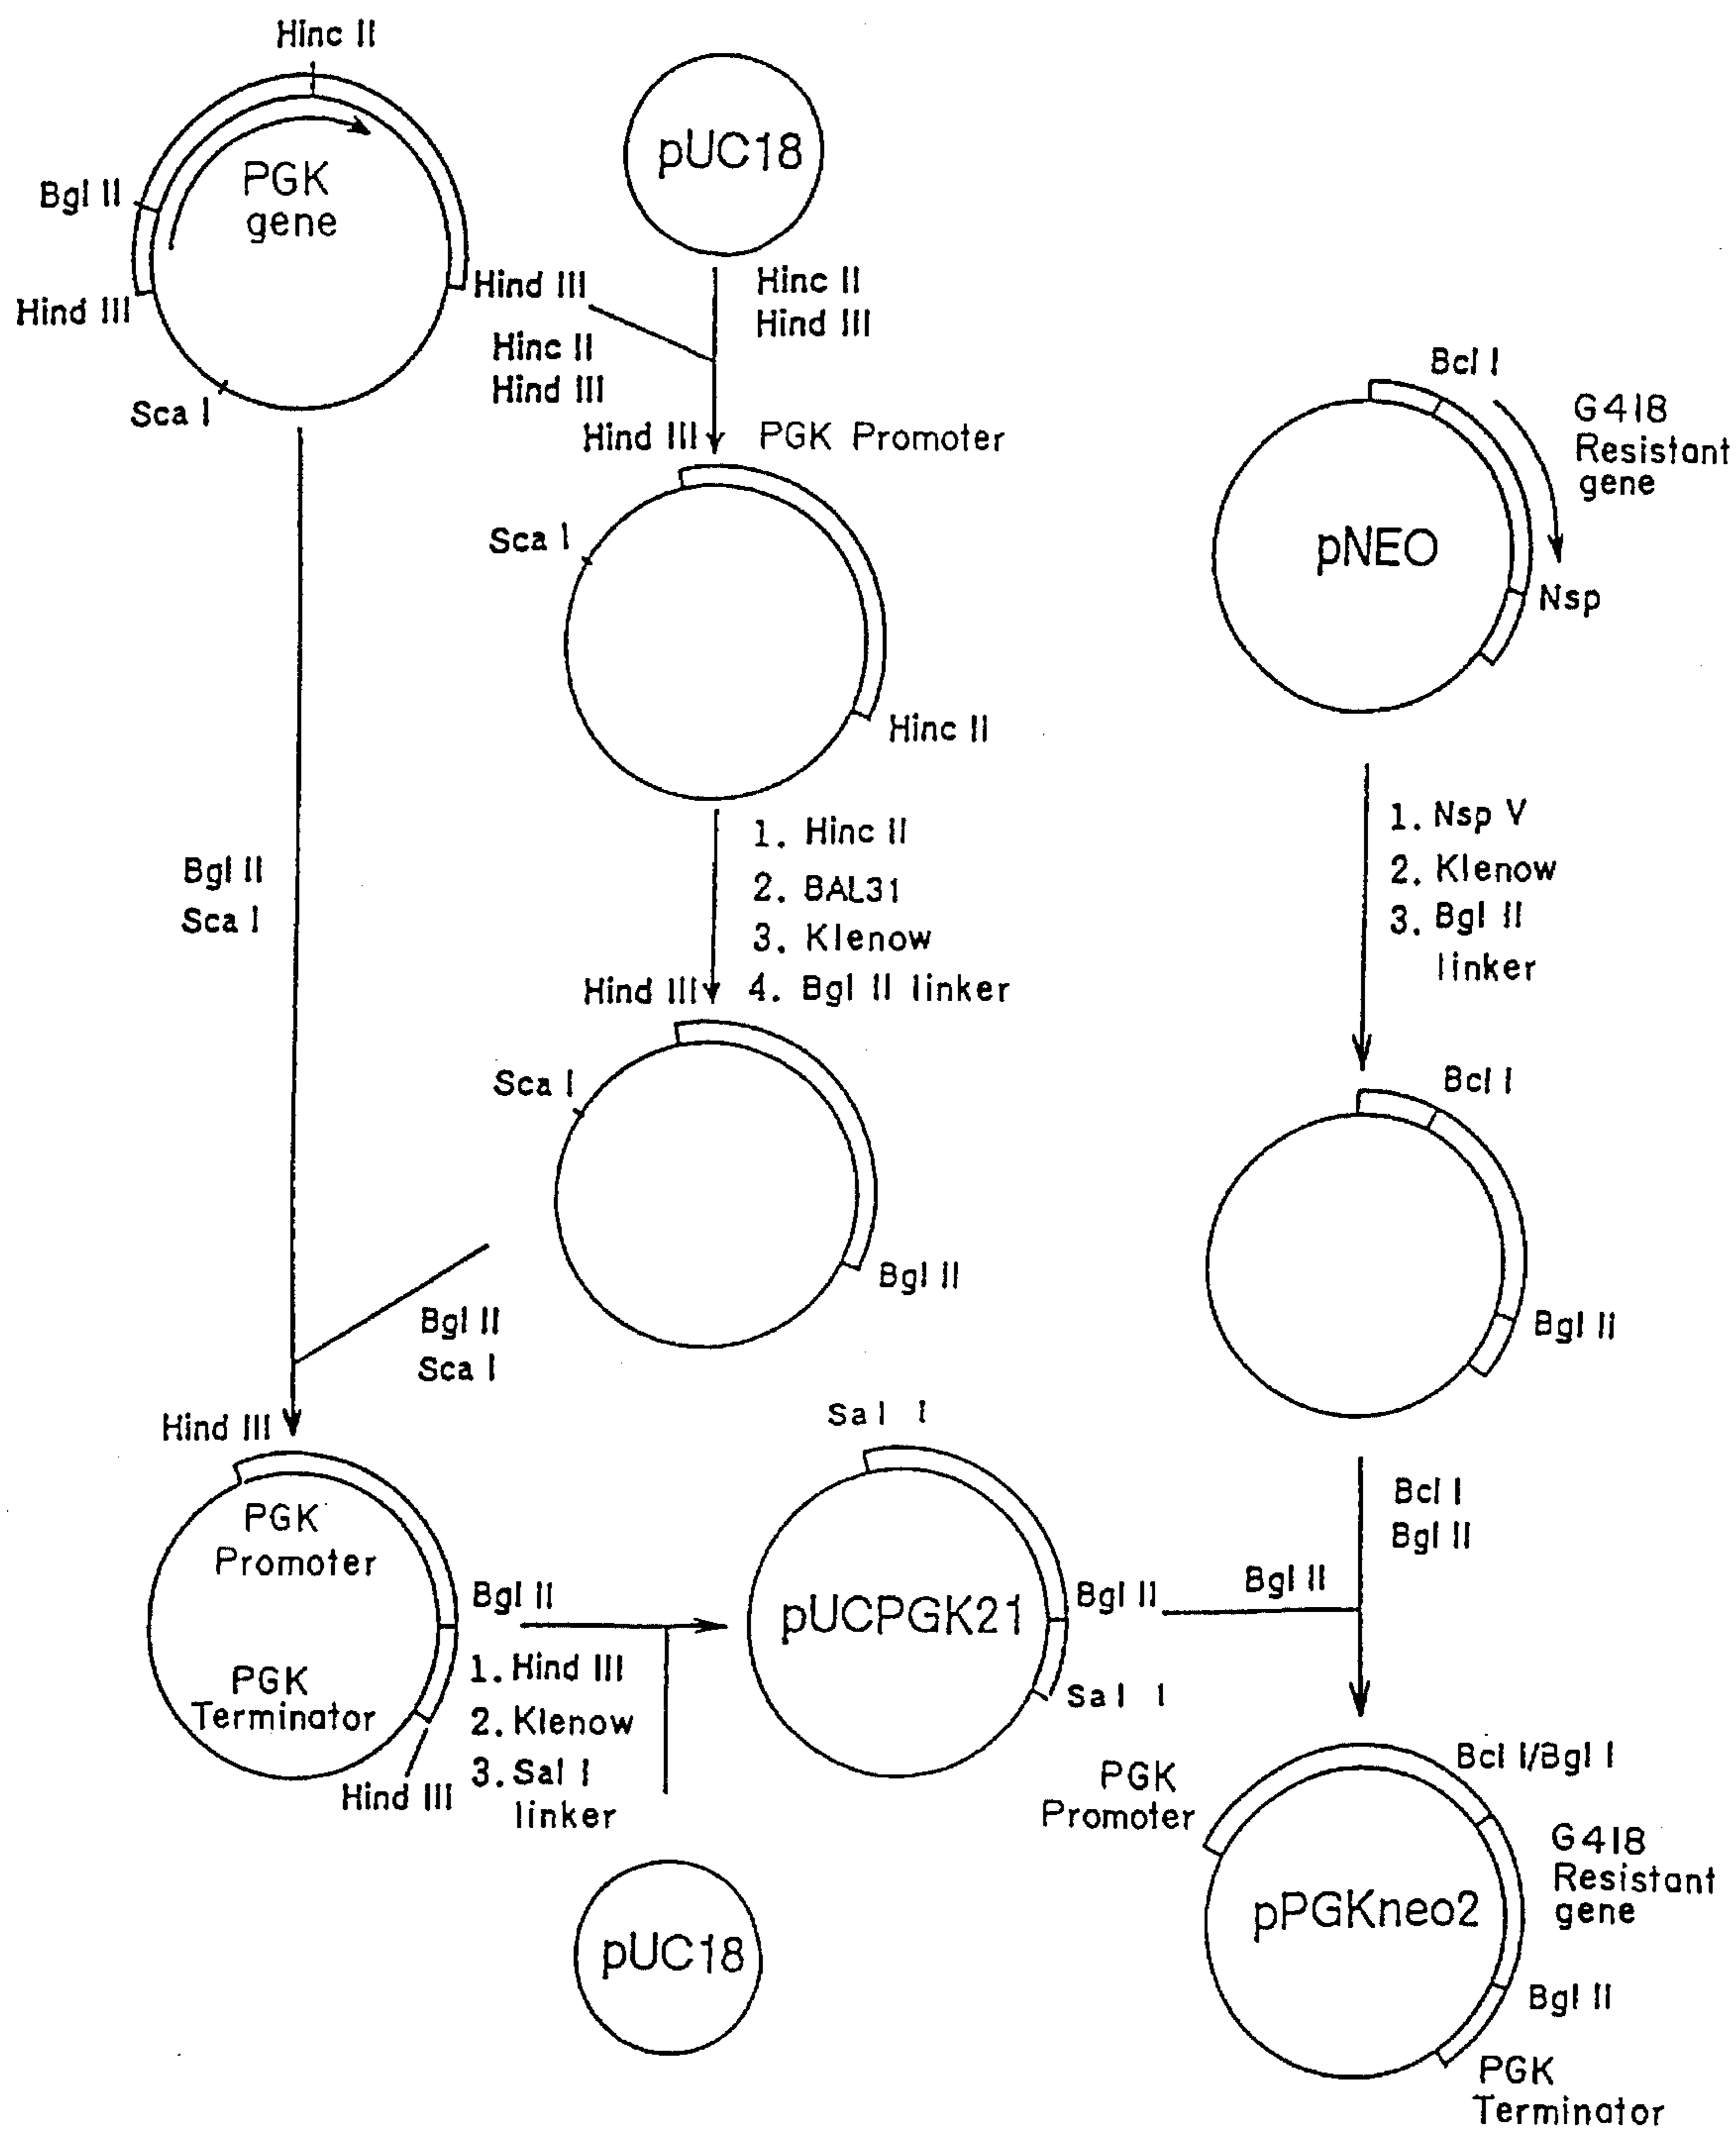 Hinc II
Bgl II
PGK
gene
Hind III
Hind III
Sca I
pUC18
Hinc II
Hind III
Hinc II
Hind III
Hind III
PGK Promoter
Sca I
Hinc II
1. Hinc II
2. BAL31
3. Klenow
4. Bgl II linker
Hind III
Sca I
Bgl II
Bgl II
Sca I
Bgl II
Sca I
Hind III
PGK
Promoter
PGK
Terminator
Bgl II
Hind III
1. Hind III
2. Klenow
3. Sal I
linker
pUC18
Sal I
pUCPGK21
Bgl II
Sal I
Bgl II
Bcl I
G418
Resistant
gene
pNEO
Nsp
1. Nsp V
2. Klenow
3. Bgl II
linker
Bcl I
Bgl II
Bcl I
Bgl II
PGK
Promoter
Bcl I/Bgl I
G418
Resistant
gene
pPGKneo2
Bgl II
PGK
Terminator